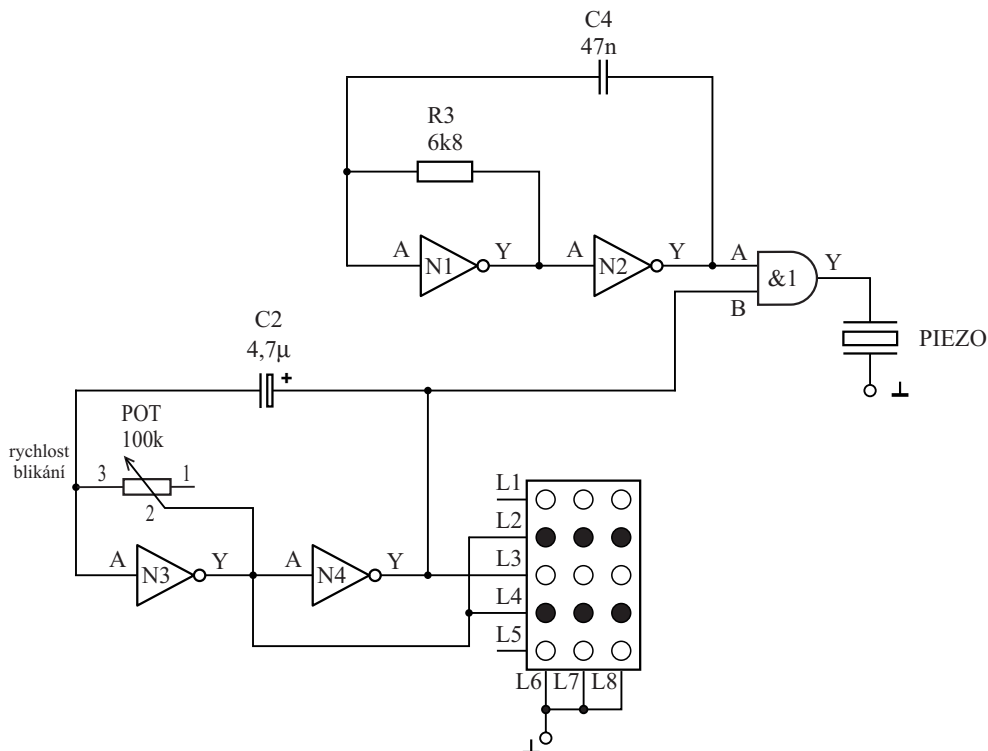 C4
47n
R3
6k8
A N1 Y A N2 Y A &1 Y
B
PIEZO
C2
4,7μ +
POT
100k
rychlost
blikání
3 1
2
A N3 Y A N4 Y
L1
L2
L3
L4
L5
L6 L7 L8